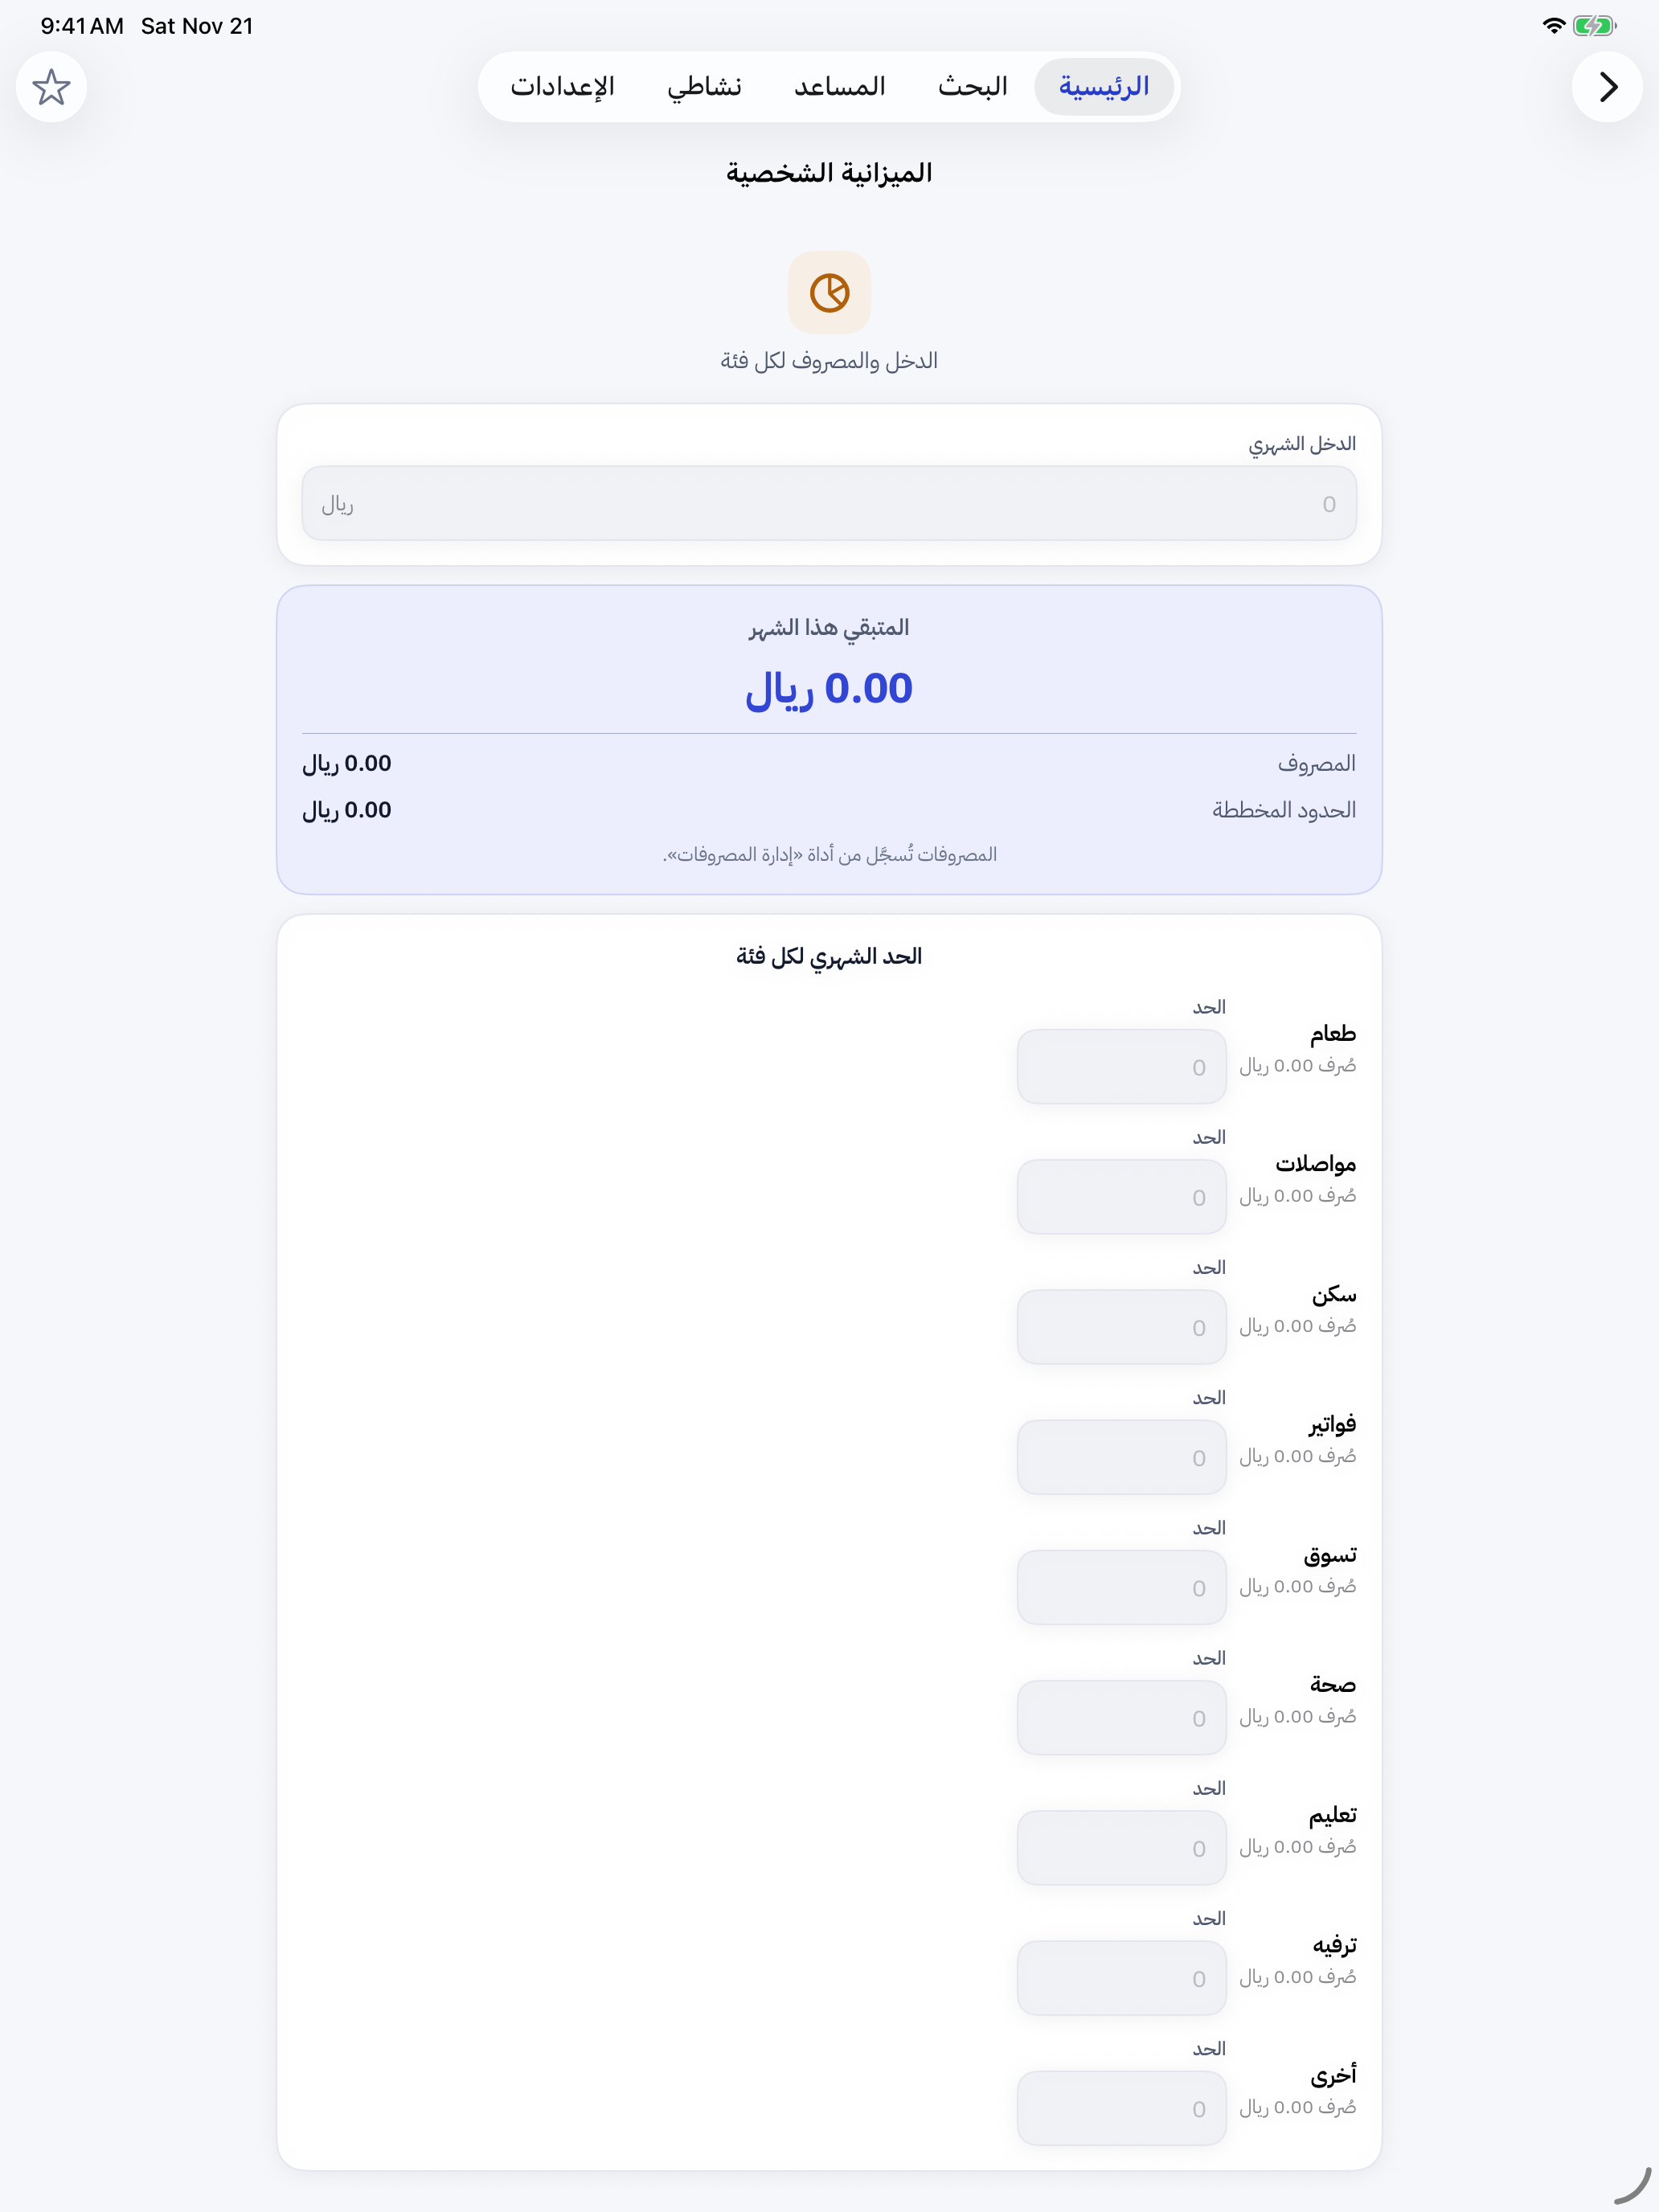 9:41 AM Sat Nov 21
الرئيسية البحث المساعد نشاطي الإعدادات
الميزانية الشخصية
الدخل والمصروف لكل فئة
الدخل الشهري
0 ريال
المتبقي هذا الشهر
0.00 ريال
المصروف 0.00 ريال
الحدود المخططة 0.00 ريال
المصروفات تُسجَّل من أداة «إدارة المصروفات».
الحد الشهري لكل فئة
الحد
طعام
صُرف 0.00 ريال
0
الحد
مواصلات
صُرف 0.00 ريال
0
الحد
سكن
صُرف 0.00 ريال
0
الحد
فواتير
صُرف 0.00 ريال
0
الحد
تسوق
صُرف 0.00 ريال
0
الحد
صحة
صُرف 0.00 ريال
0
الحد
تعليم
صُرف 0.00 ريال
0
الحد
ترفيه
صُرف 0.00 ريال
0
الحد
أخرى
صُرف 0.00 ريال
0